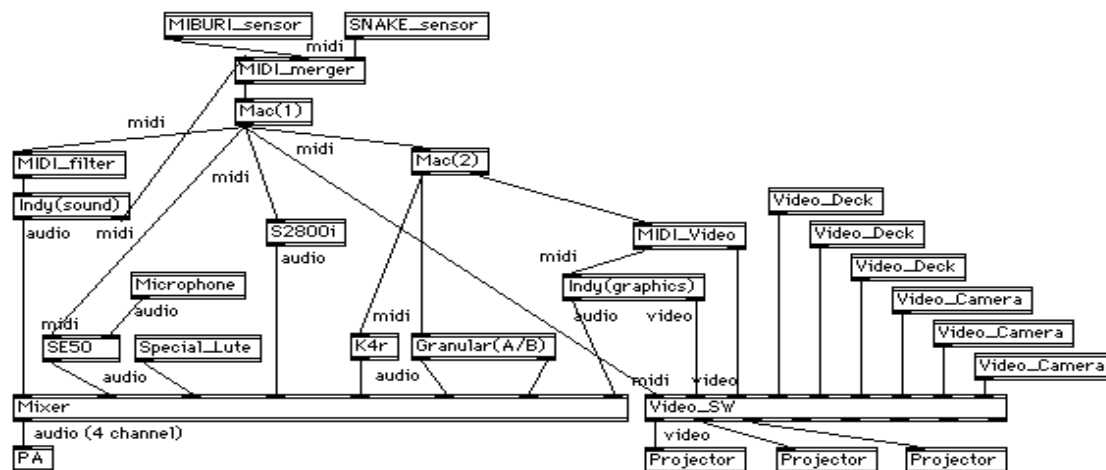 MIBURI_sensor
SNAKE_sensor
midi
MIDI_merger
Mac(1)
midi
midi
MIDI_filter
midi
Mac(2)
Indy(sound)
Video_Deck
audio
midi
S2800i
MIDI_Video
Video_Deck
audio
midi
Video_Deck
Microphone
Indy(graphics)
audio
audio
video
Video_Camera
midi
midi
SE50
Special_Lute
K4r
Granular(A/B)
Video_Camera
audio
audio
midi
video
Video_Camera
Mixer
Video_SW
audio (4 channel)
video
PA
Projector
Projector
Projector